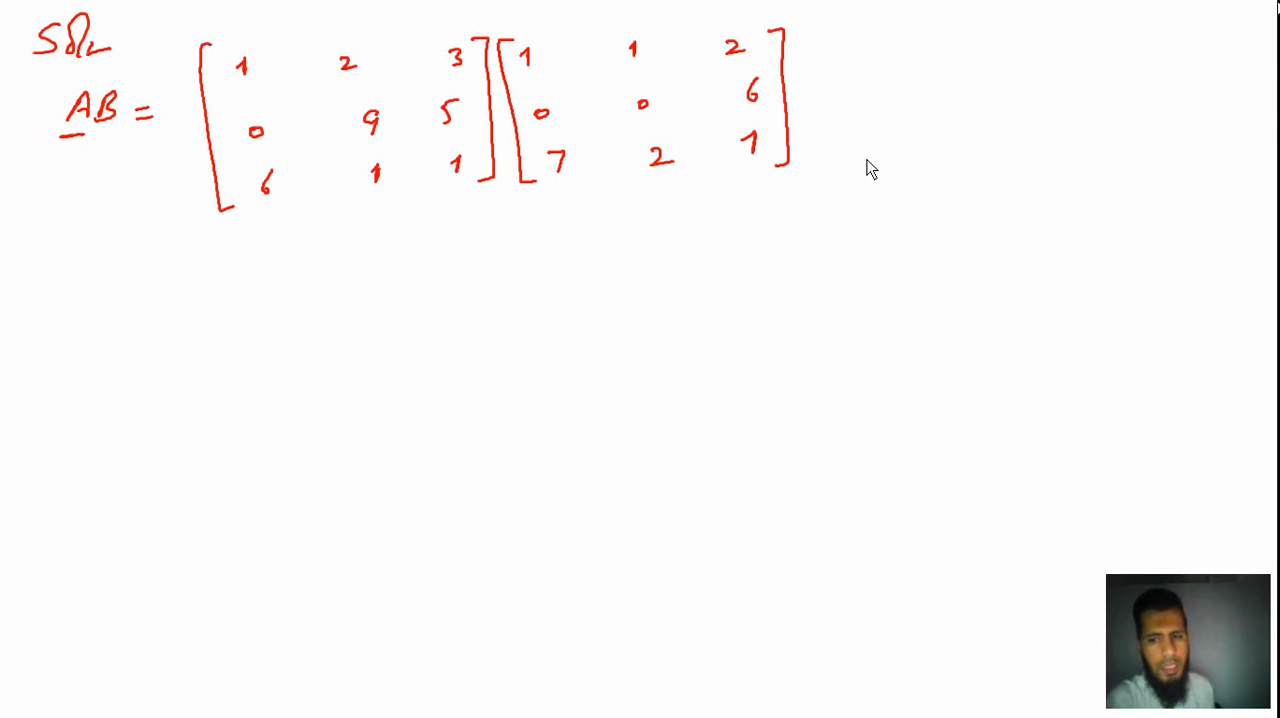 Soln
AB = [ 1 2 3 ] [ 1 1 2 ]
[ 0 9 5 ] [ 0 0 6 ]
[ 6 1 1 ] [ 7 2 1 ]